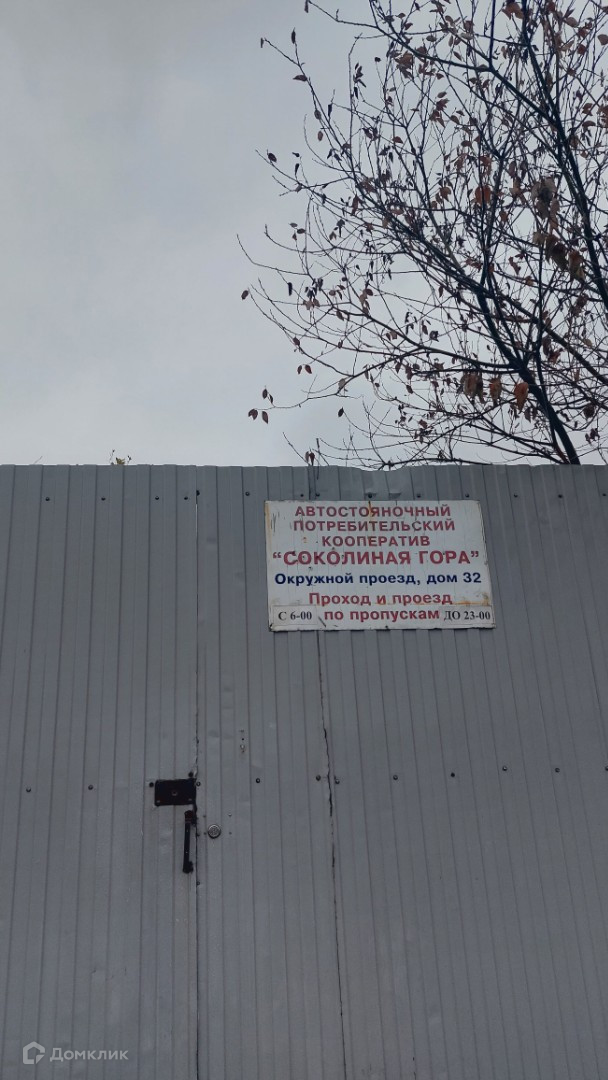 АВТОСТОЯНОЧНЫЙ
ПОТРЕБИТЕЛЬСКИЙ
КООПЕРАТИВ
“СОКОЛИНАЯ ГОРА”
Окружной проезд, дом 32
Проход и проезд
С 6-00 по пропускам ДО 23-00
Домклик